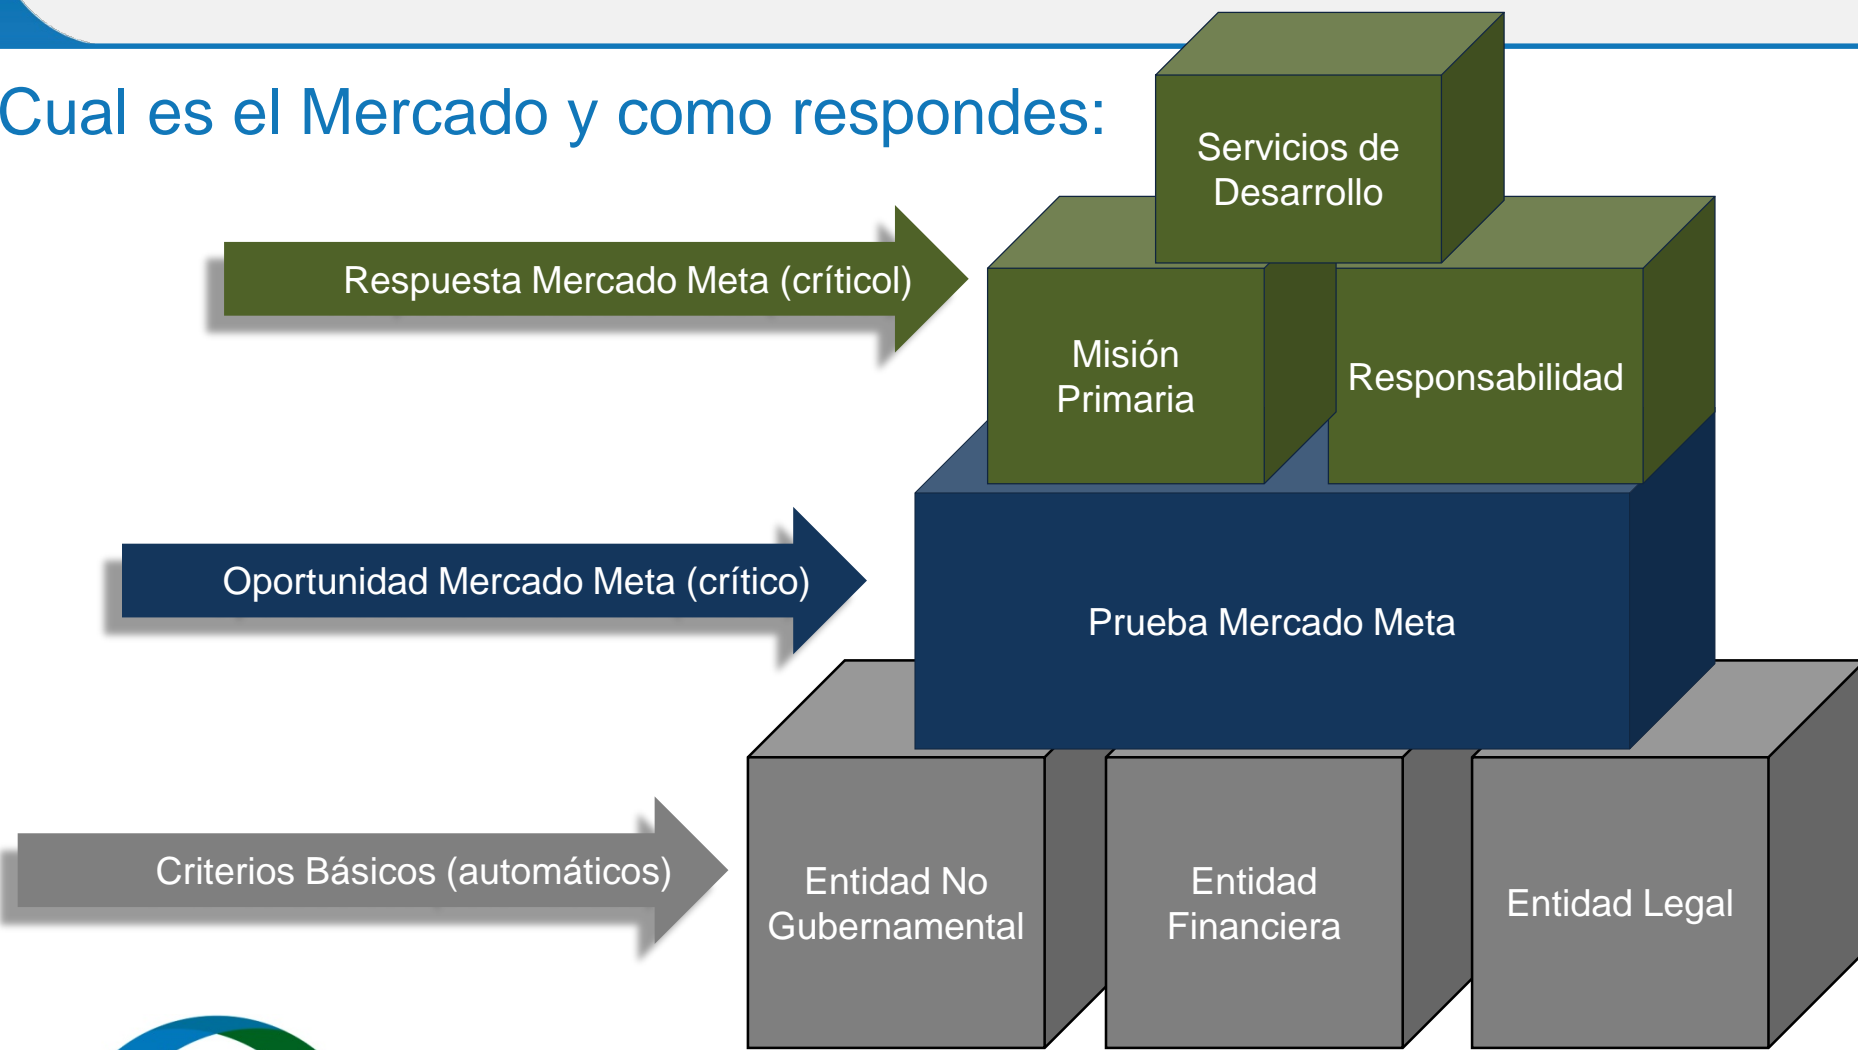 Cual es el Mercado y como respondes:
Servicios de
Desarrollo
Respuesta Mercado Meta (críticol)
Misión
Primaria
Responsabilidad
Oportunidad Mercado Meta (crítico)
Prueba Mercado Meta
Criterios Básicos (automáticos)
Entidad No
Gubernamental
Entidad
Financiera
Entidad Legal